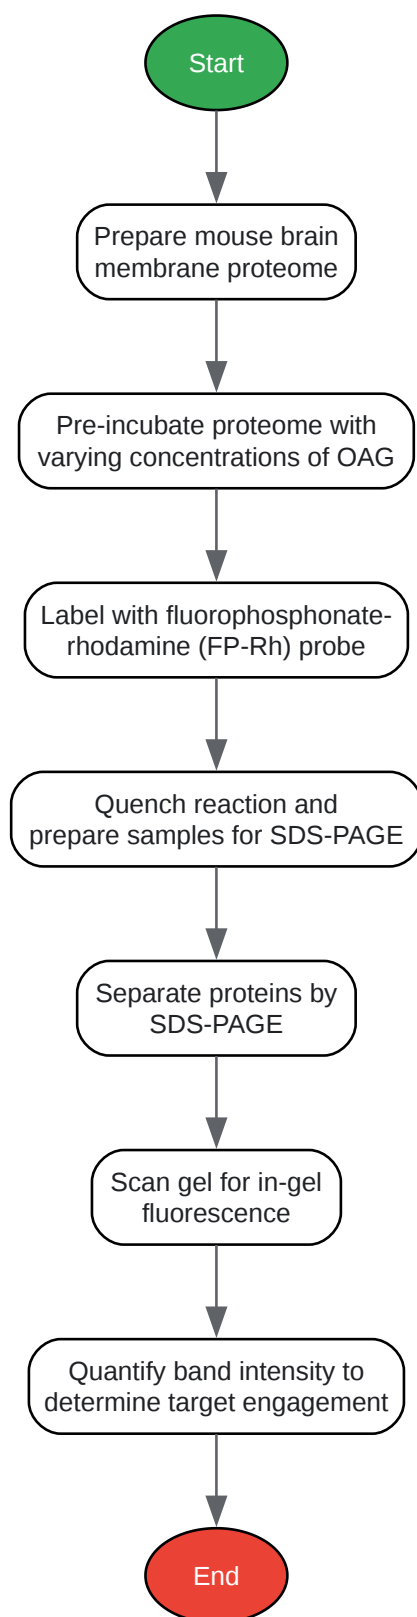 Start
Prepare mouse brain
membrane proteome
Pre-incubate proteome with
varying concentrations of OAG
Label with fluorophosphonate-
rhodamine (FP-Rh) probe
Quench reaction and
prepare samples for SDS-PAGE
Separate proteins by
SDS-PAGE
Scan gel for in-gel
fluorescence
Quantify band intensity to
determine target engagement
End